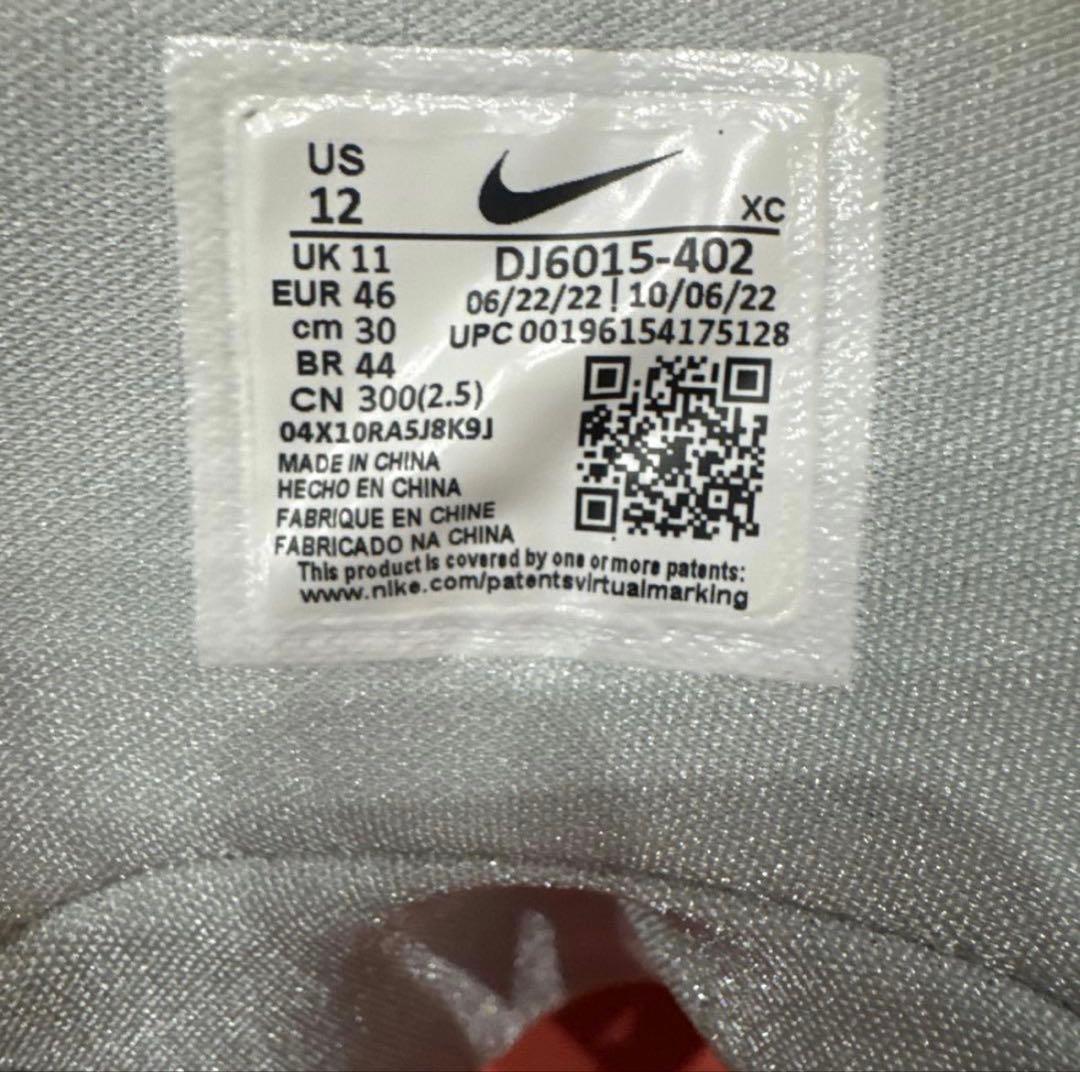 US
12
XC
UK 11
DJ6015-402
EUR 46
06/22/22 | 10/06/22
cm 30
UPC 00196154175128
BR 44
CN 300(2.5)
04X10RA5J8K9J
MADE IN CHINA
HECHO EN CHINA
FABRIQUE EN CHINE
FABRICADO NA CHINA
This product is covered by one or more patents:
www.nike.com/patentsvirtualmarking